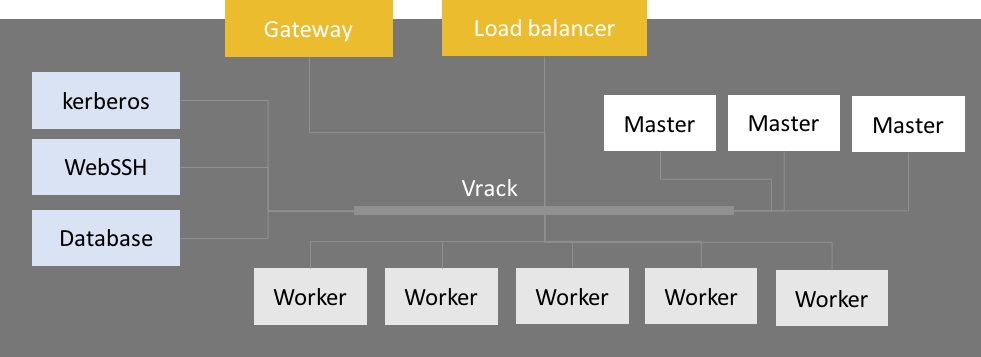 Gateway
Load balancer
kerberos
WebSSH
Database
Master
Master
Master
Vrack
Worker
Worker
Worker
Worker
Worker